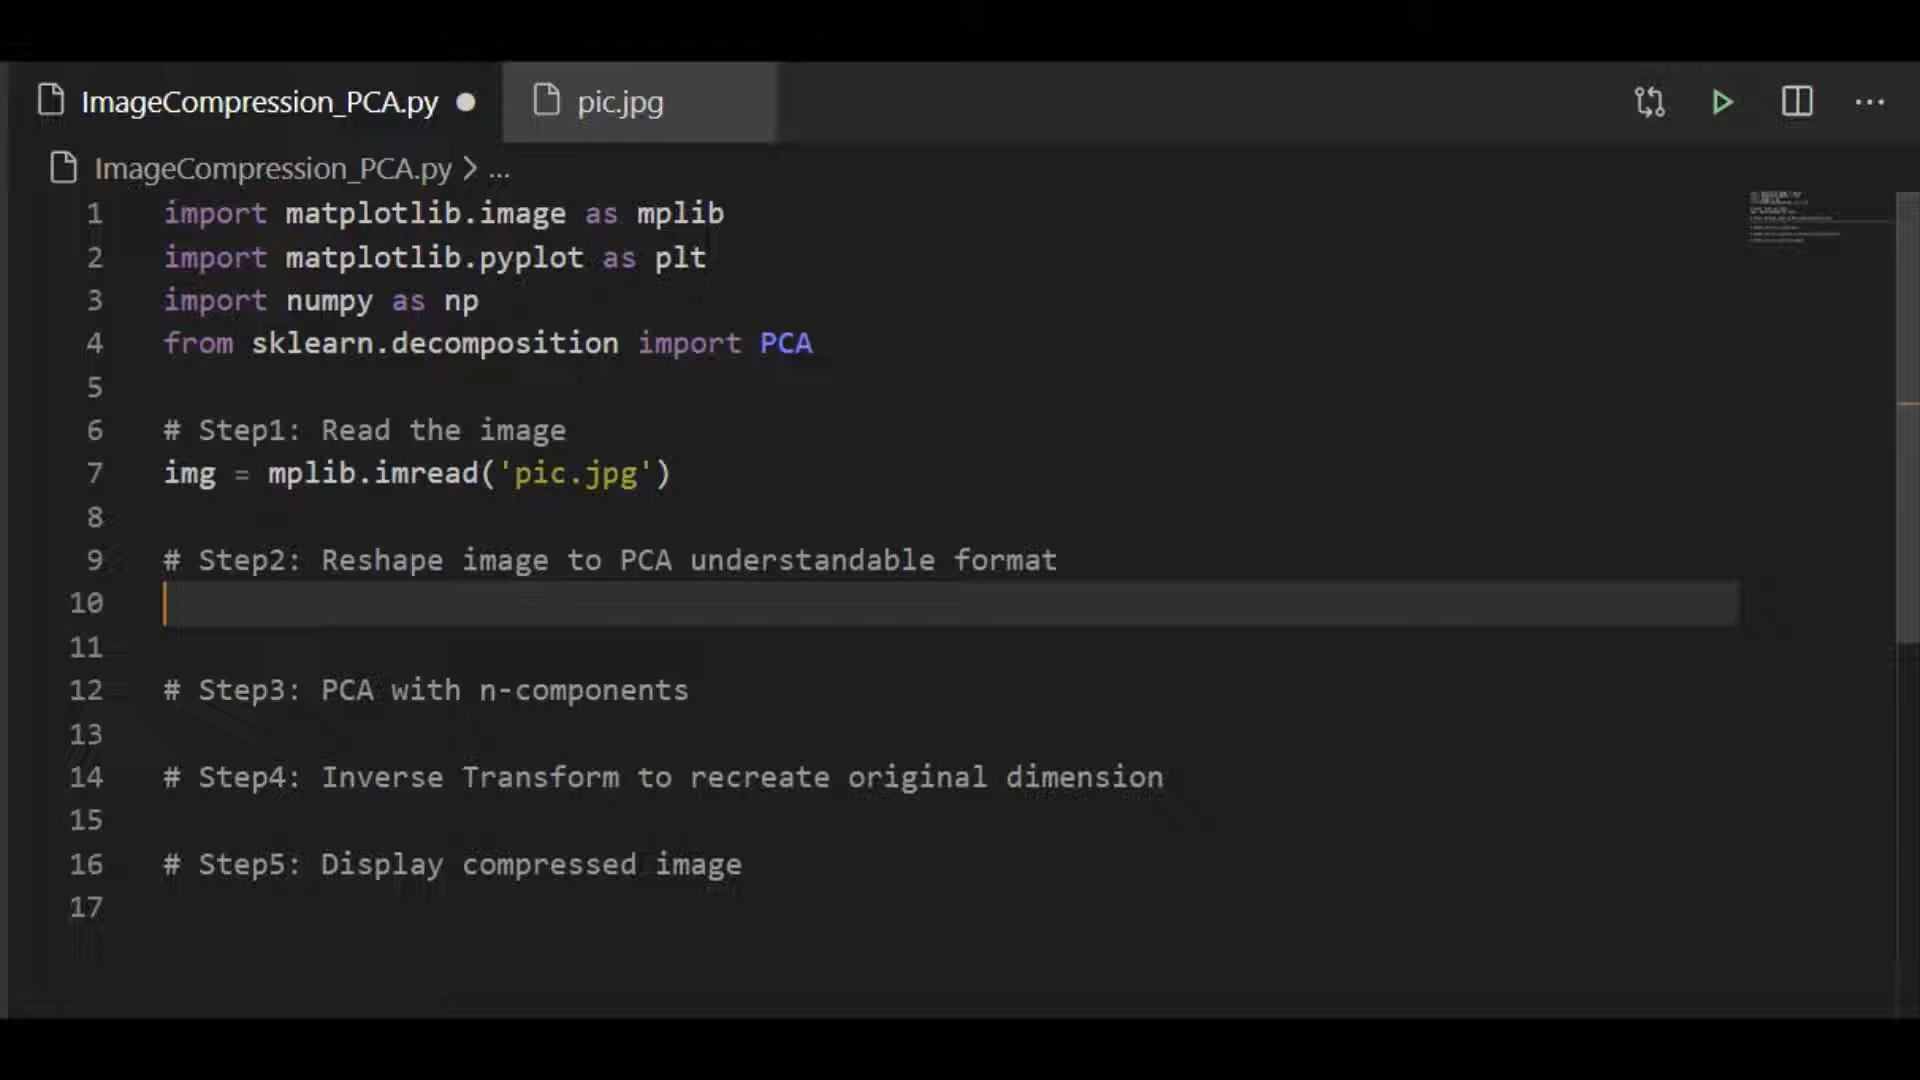 ImageCompression_PCA.py
pic.jpg
ImageCompression_PCA.py > ...
1 import matplotlib.image as mplib
2 import matplotlib.pyplot as plt
3 import numpy as np
4 from sklearn.decomposition import PCA
5
6 # Step1: Read the image
7 img = mplib.imread('pic.jpg')
8
9 # Step2: Reshape image to PCA understandable format
10
11
12 # Step3: PCA with n-components
13
14 # Step4: Inverse Transform to recreate original dimension
15
16 # Step5: Display compressed image
17